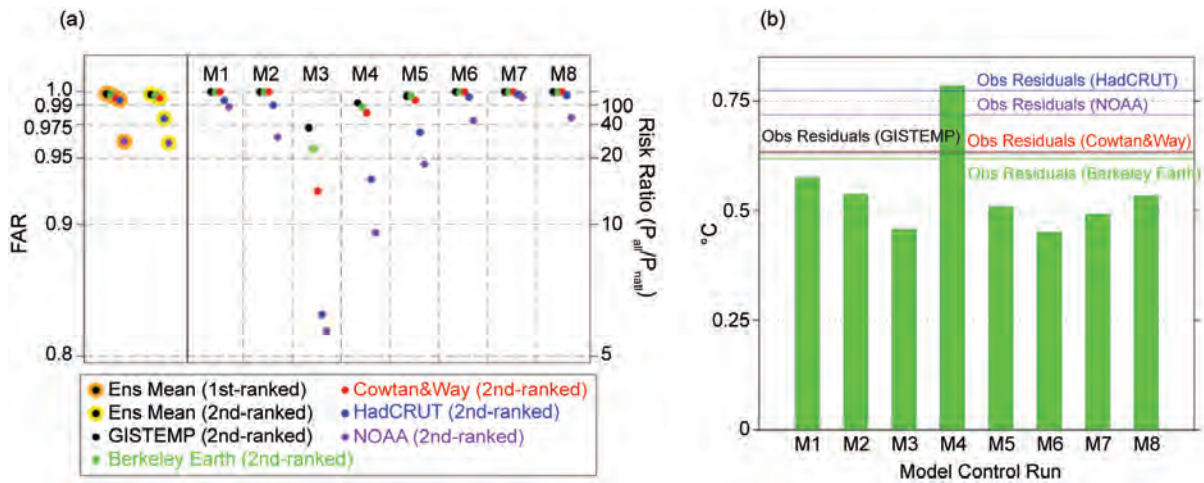 (a)
M1 M2 M3 M4 M5 M6 M7 M8
1.0
0.99
0.975
0.95
0.9
0.8
FAR
100
40
20
10
5
Risk Ratio (Pall/Pnatl)
Ens Mean (1st-ranked)
Ens Mean (2nd-ranked)
GISTEMP (2nd-ranked)
Berkeley Earth (2nd-ranked)
Cowtan&Way (2nd-ranked)
HadCRUT (2nd-ranked)
NOAA (2nd-ranked)
(b)
Obs Residuals (HadCRUT)
Obs Residuals (NOAA)
Obs Residuals (GISTEMP)
Obs Residuals (Cowtan&Way)
Obs Residuals (Berkeley Earth)
0.75
0.5
0.25
0
°C
M1 M2 M3 M4 M5 M6 M7 M8
Model Control Run